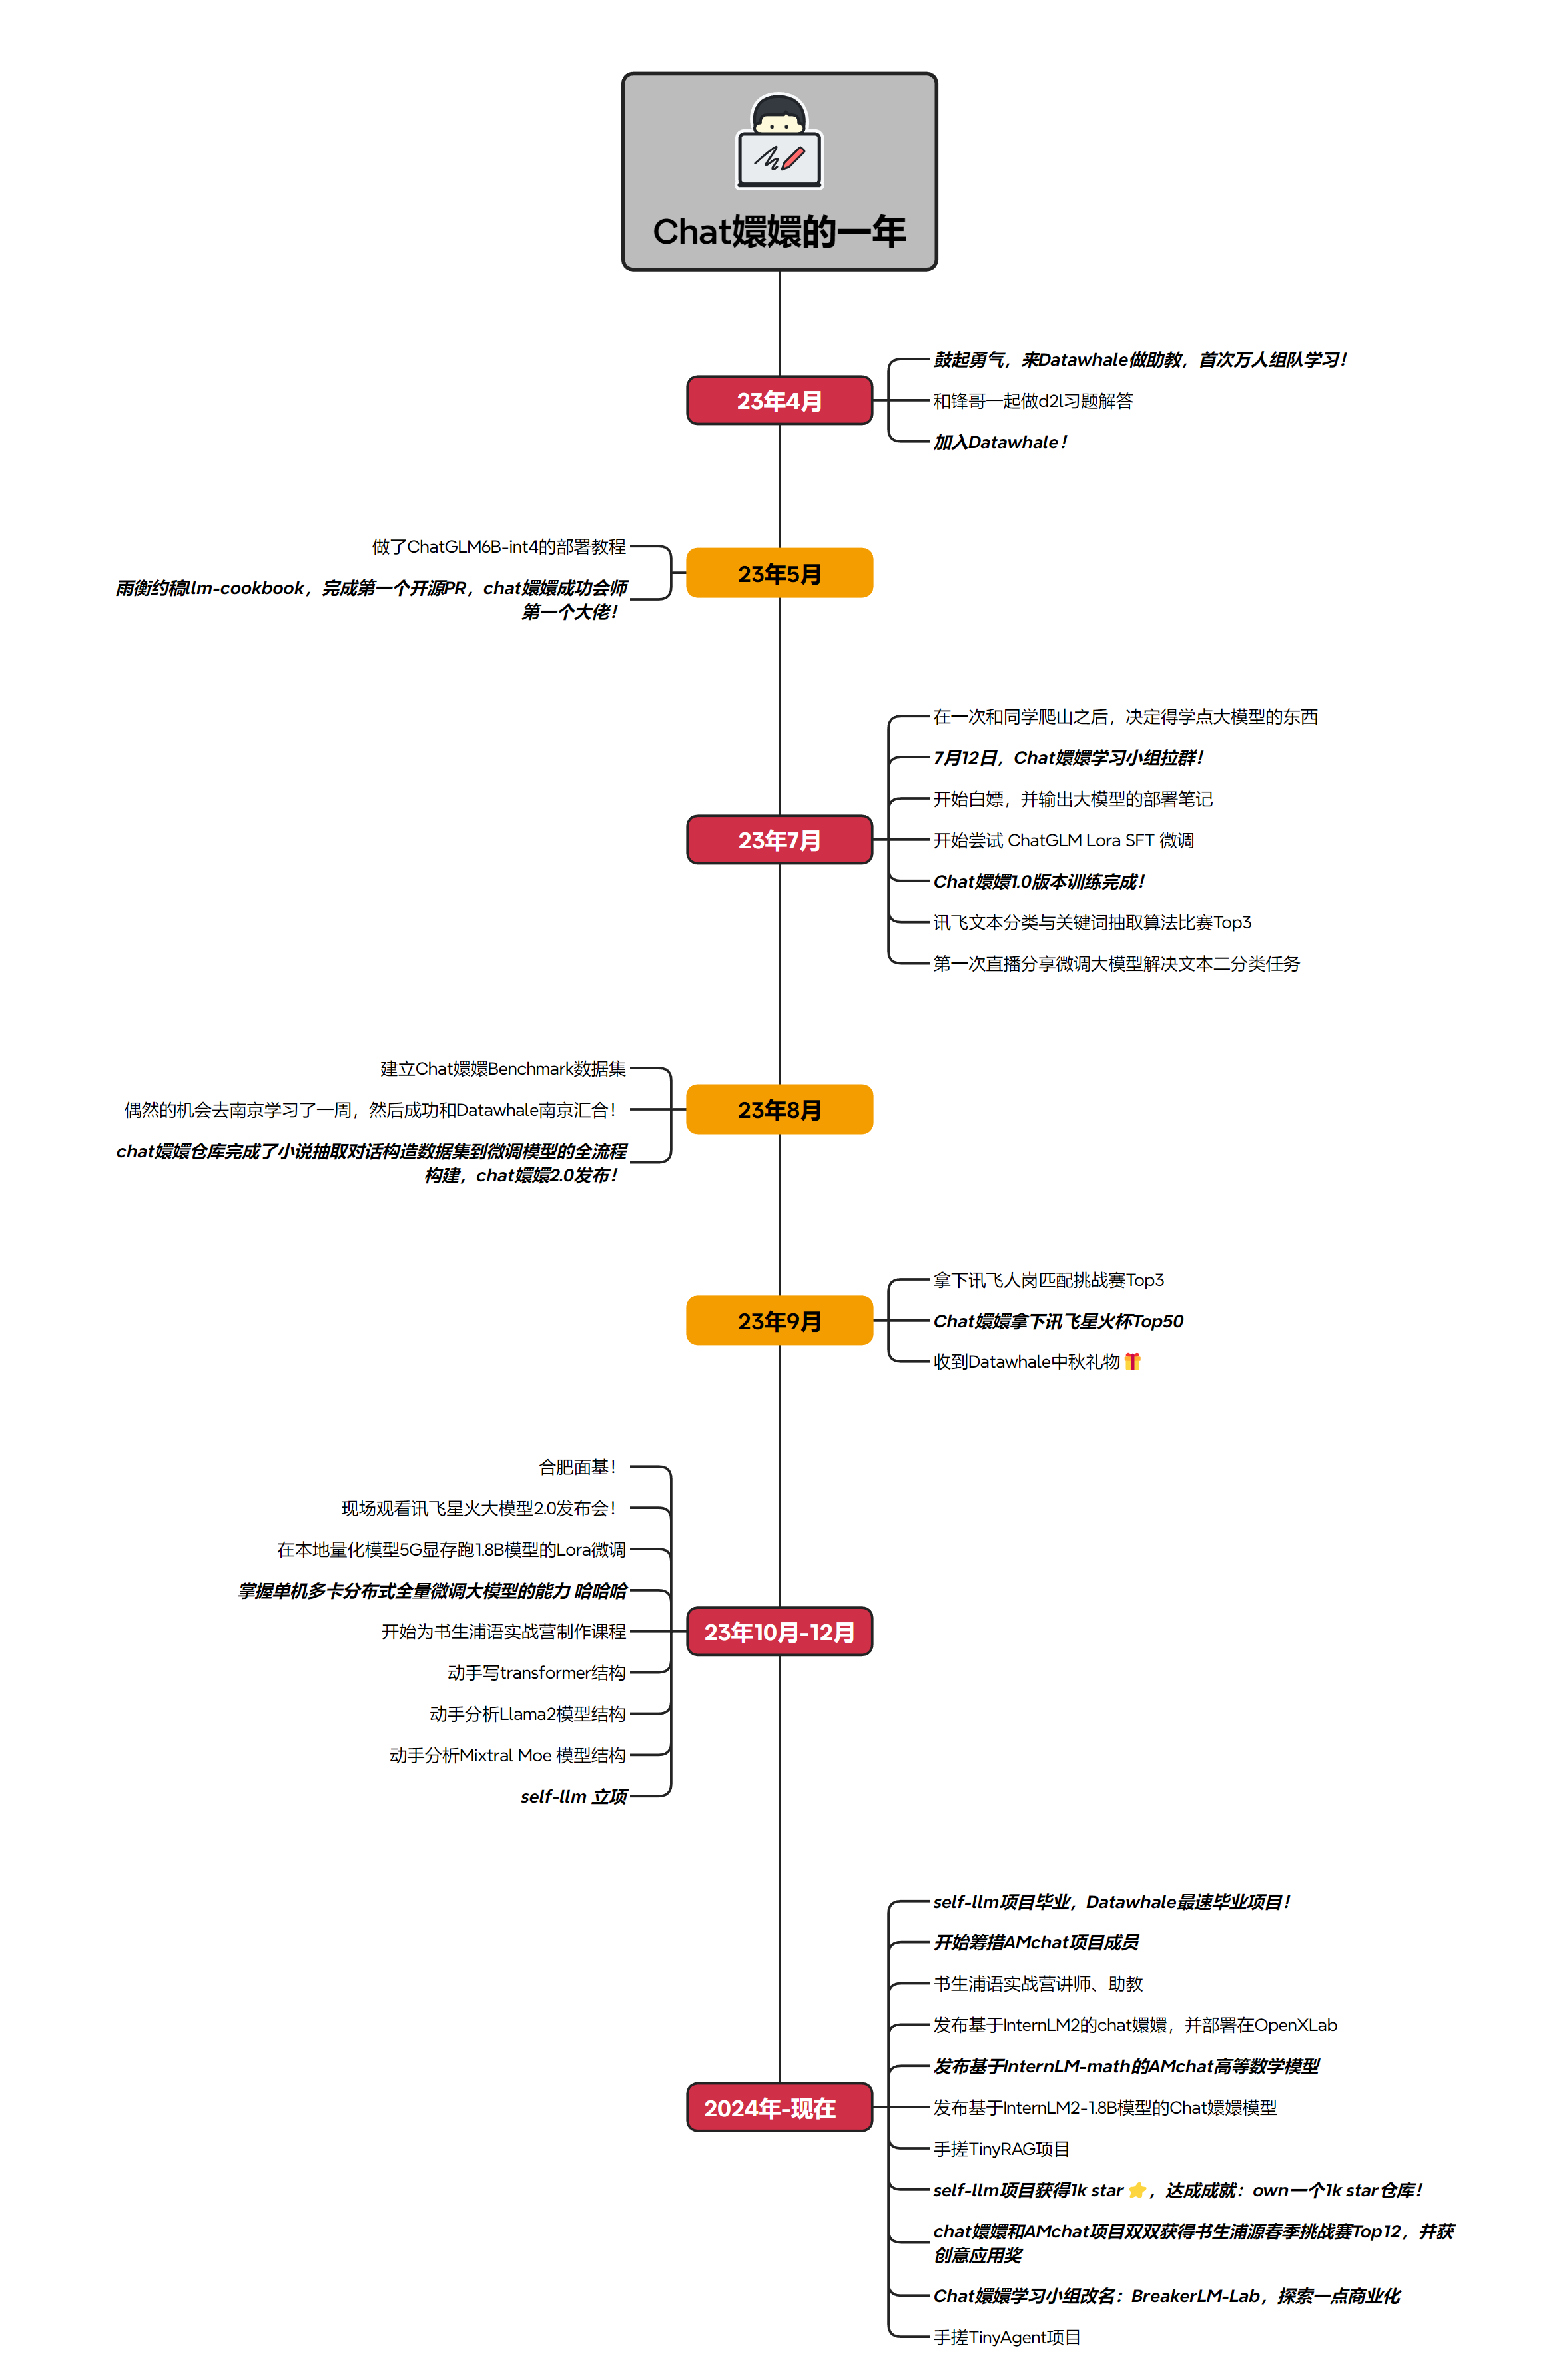 Chat嬛嬛的一年
23年4月
鼓起勇气，来Datawhale做助教，首次万人组队学习！
和锋哥一起做d2l习题解答
加入Datawhale！
23年5月
做了ChatGLM6B-int4的部署教程
雨衡约稿llm-cookbook，完成第一个开源PR，chat嬛嬛成功会师
第一个大佬！
23年7月
在一次和同学爬山之后，决定得学点大模型的东西
7月12日，Chat嬛嬛学习小组拉群！
开始白嫖，并输出大模型的部署笔记
开始尝试 ChatGLM Lora SFT 微调
Chat嬛嬛1.0版本训练完成！
讯飞文本分类与关键词抽取算法比赛Top3
第一次直播分享微调大模型解决文本二分类任务
23年8月
建立Chat嬛嬛Benchmark数据集
偶然的机会去南京学习了一周，然后成功和Datawhale南京汇合！
chat嬛嬛仓库完成了小说抽取对话构造数据集到微调模型的全流程
构建，chat嬛嬛2.0发布！
23年9月
拿下讯飞人岗匹配挑战赛Top3
Chat嬛嬛拿下讯飞星火杯Top50
收到Datawhale中秋礼物 🎁
23年10月-12月
合肥面基！
现场观看讯飞星火大模型2.0发布会！
在本地量化模型5G显存跑1.8B模型的Lora微调
掌握单机多卡分布式全量微调大模型的能力 哈哈哈
开始为书生浦语实战营制作课程
动手写transformer结构
动手分析Llama2模型结构
动手分析Mixtral Moe 模型结构
self-llm 立项
2024年-现在
self-llm项目毕业，Datawhale最速毕业项目！
开始筹措AMchat项目成员
书生浦语实战营讲师、助教
发布基于InternLM2的chat嬛嬛，并部署在OpenXLab
发布基于InternLM-math的AMchat高等数学模型
发布基于InternLM2-1.8B模型的Chat嬛嬛模型
手搓TinyRAG项目
self-llm项目获得1k star ⭐，达成成就：own一个1k star仓库！
chat嬛嬛和AMchat项目双双获得书生浦源春季挑战赛Top12，并获
创意应用奖
Chat嬛嬛学习小组改名：BreakerLM-Lab，探索一点商业化
手搓TinyAgent项目